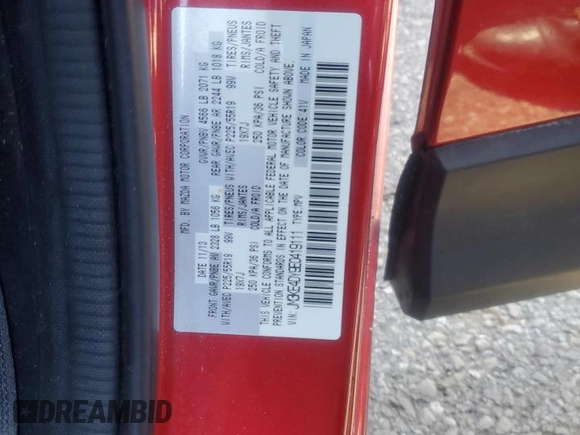 MFD. BY MAZDA MOTOR CORPORATION
DATE 11/13 GVWR/PNBV 4566 LB 2071 KG
FRONT GAWR/PNBE AV 2328 LB 1056 KG REAR GAWR/PNBE AR 2244 LB 1018 KG
WITH/AVEC P225/55R19 99V TIRES/PNEUS WITH/AVEC P225/55R19 99V TIRES/PNEUS
19X7J RIMS/JANTES 19X7J RIMS/JANTES
250 KPA/36 PSI COLD/A FROID 250 KPA/36 PSI COLD/A FROID
THIS VEHICLE CONFORMS TO ALL APPLICABLE FEDERAL MOTOR VEHICLE SAFETY AND THEFT
PREVENTION STANDARDS IN EFFECT ON THE DATE OF MANUFACTURE SHOWN ABOVE.
VIN: JM3KE4DY9E0419111 TYPE:MPV COLOR CODE:41V MADE IN JAPAN
DREAMBID